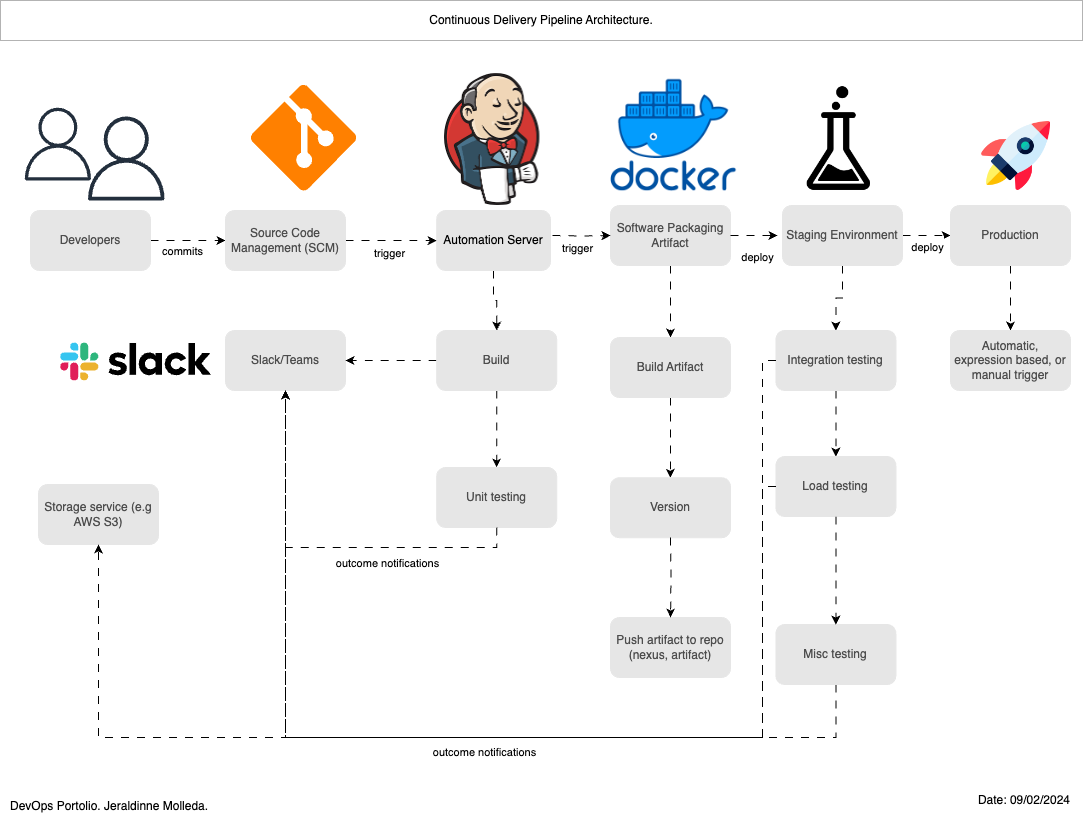 Continuous Delivery Pipeline Architecture.
docker
Developers
commits
Source Code
Management (SCM)
trigger
Automation Server
trigger
Software Packaging
Artifact
deploy
Staging Environment
deploy
Production
slack
Slack/Teams
Build
Build Artifact
Integration testing
Automatic,
expression based, or
manual trigger
Storage service (e.g
AWS S3)
Unit testing
Version
Load testing
outcome notifications
Push artifact to repo
(nexus, artifact)
Misc testing
outcome notifications
DevOps Portolio. Jeraldinne Molleda.
Date: 09/02/2024